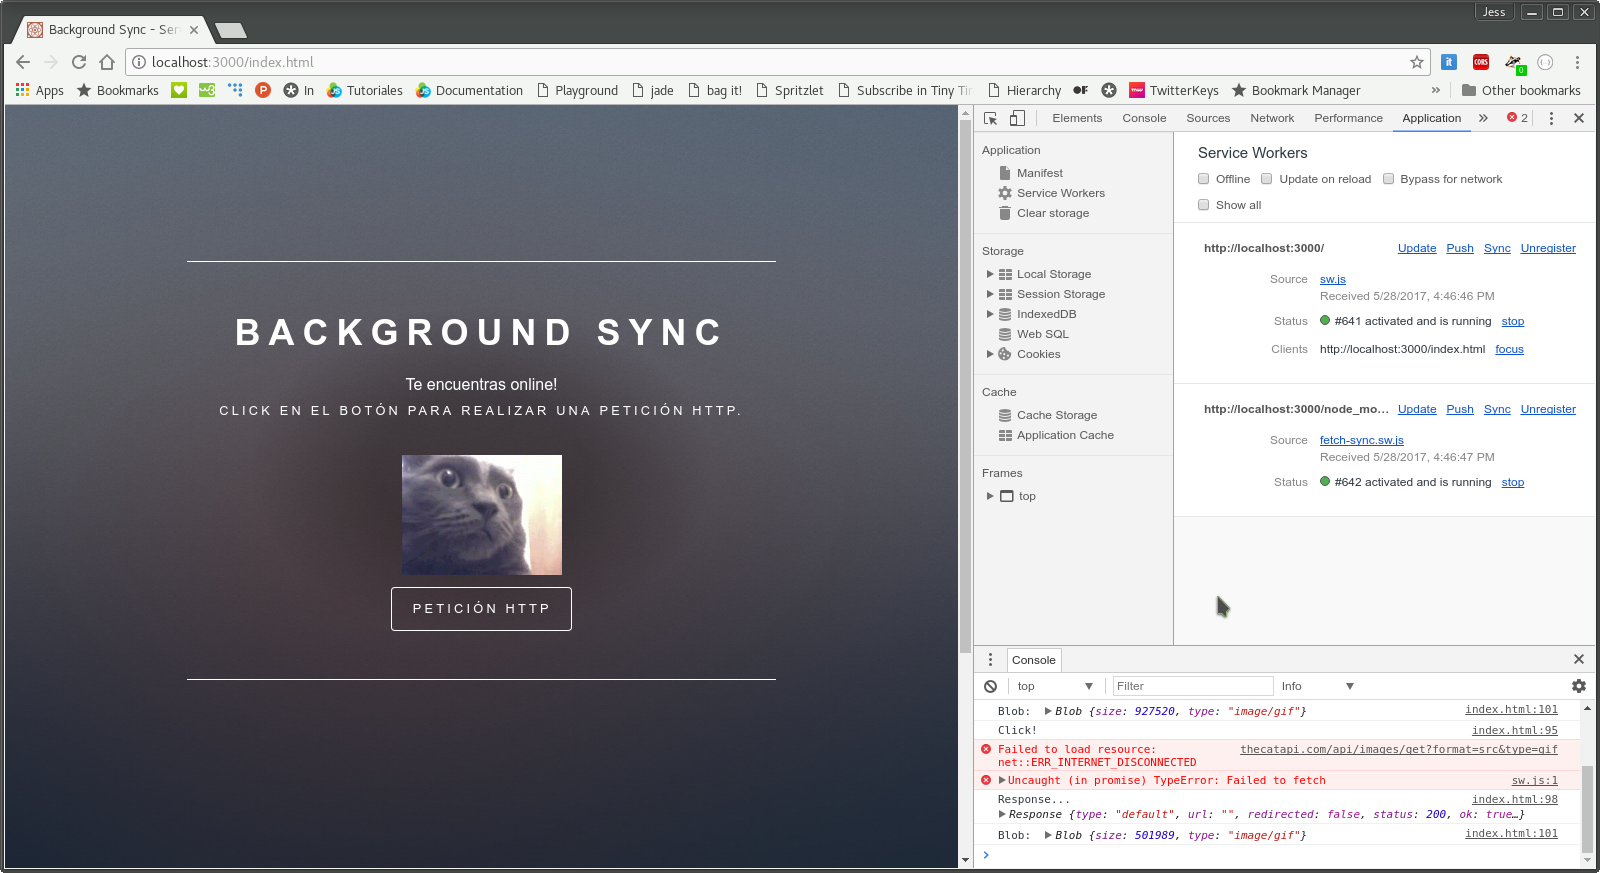 Jess
Background Sync - Ser
localhost:3000/index.html
it
CORS
0
Apps
Bookmarks
In
Tutoriales
Documentation
Playground
jade
bag it!
Spritzlet
Subscribe in Tiny Tin
Hierarchy
TwitterKeys
Bookmark Manager
»
Other bookmarks
BACKGROUND SYNC
Te encuentras online!
CLICK EN EL BOTÓN PARA REALIZAR UNA PETICIÓN HTTP.
PETICIÓN HTTP
Elements Console Sources Network Performance Application » 2
Application
Manifest
Service Workers
Clear storage
Storage
Local Storage
Session Storage
IndexedDB
Web SQL
Cookies
Cache
Cache Storage
Application Cache
Frames
top
Service Workers
Offline Update on reload Bypass for network
Show all
http://localhost:3000/ Update Push Sync Unregister
Source sw.js
Received 5/28/2017, 4:46:46 PM
Status #641 activated and is running stop
Clients http://localhost:3000/index.html focus
http://localhost:3000/node_mo... Update Push Sync Unregister
Source fetch-sync.sw.js
Received 5/28/2017, 4:46:47 PM
Status #642 activated and is running stop
Console
top Filter Info
Blob: Blob {size: 927520, type: "image/gif"} index.html:101
Click! index.html:95
Failed to load resource: thecatapi.com/api/images/get?format=src&type=gif
net::ERR_INTERNET_DISCONNECTED
Uncaught (in promise) TypeError: Failed to fetch sw.js:1
Response... index.html:98
Response {type: "default", url: "", redirected: false, status: 200, ok: true…}
Blob: Blob {size: 501989, type: "image/gif"} index.html:101